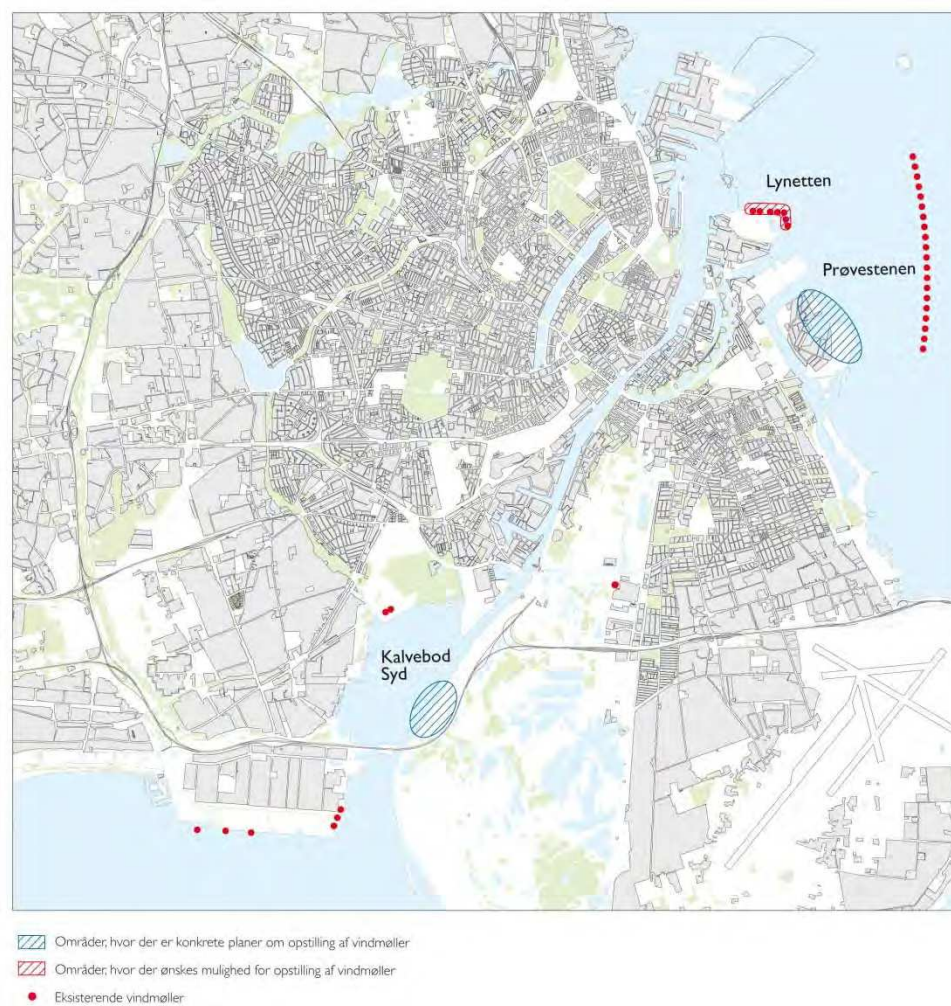 Lynetten
Prøvestenen
Kalvebod
Syd
Områder, hvor der er konkrete planer om opstilling af vindmøller
Områder, hvor der ønskes mulighed for opstilling af vindmøller
Eksisterende vindmøller